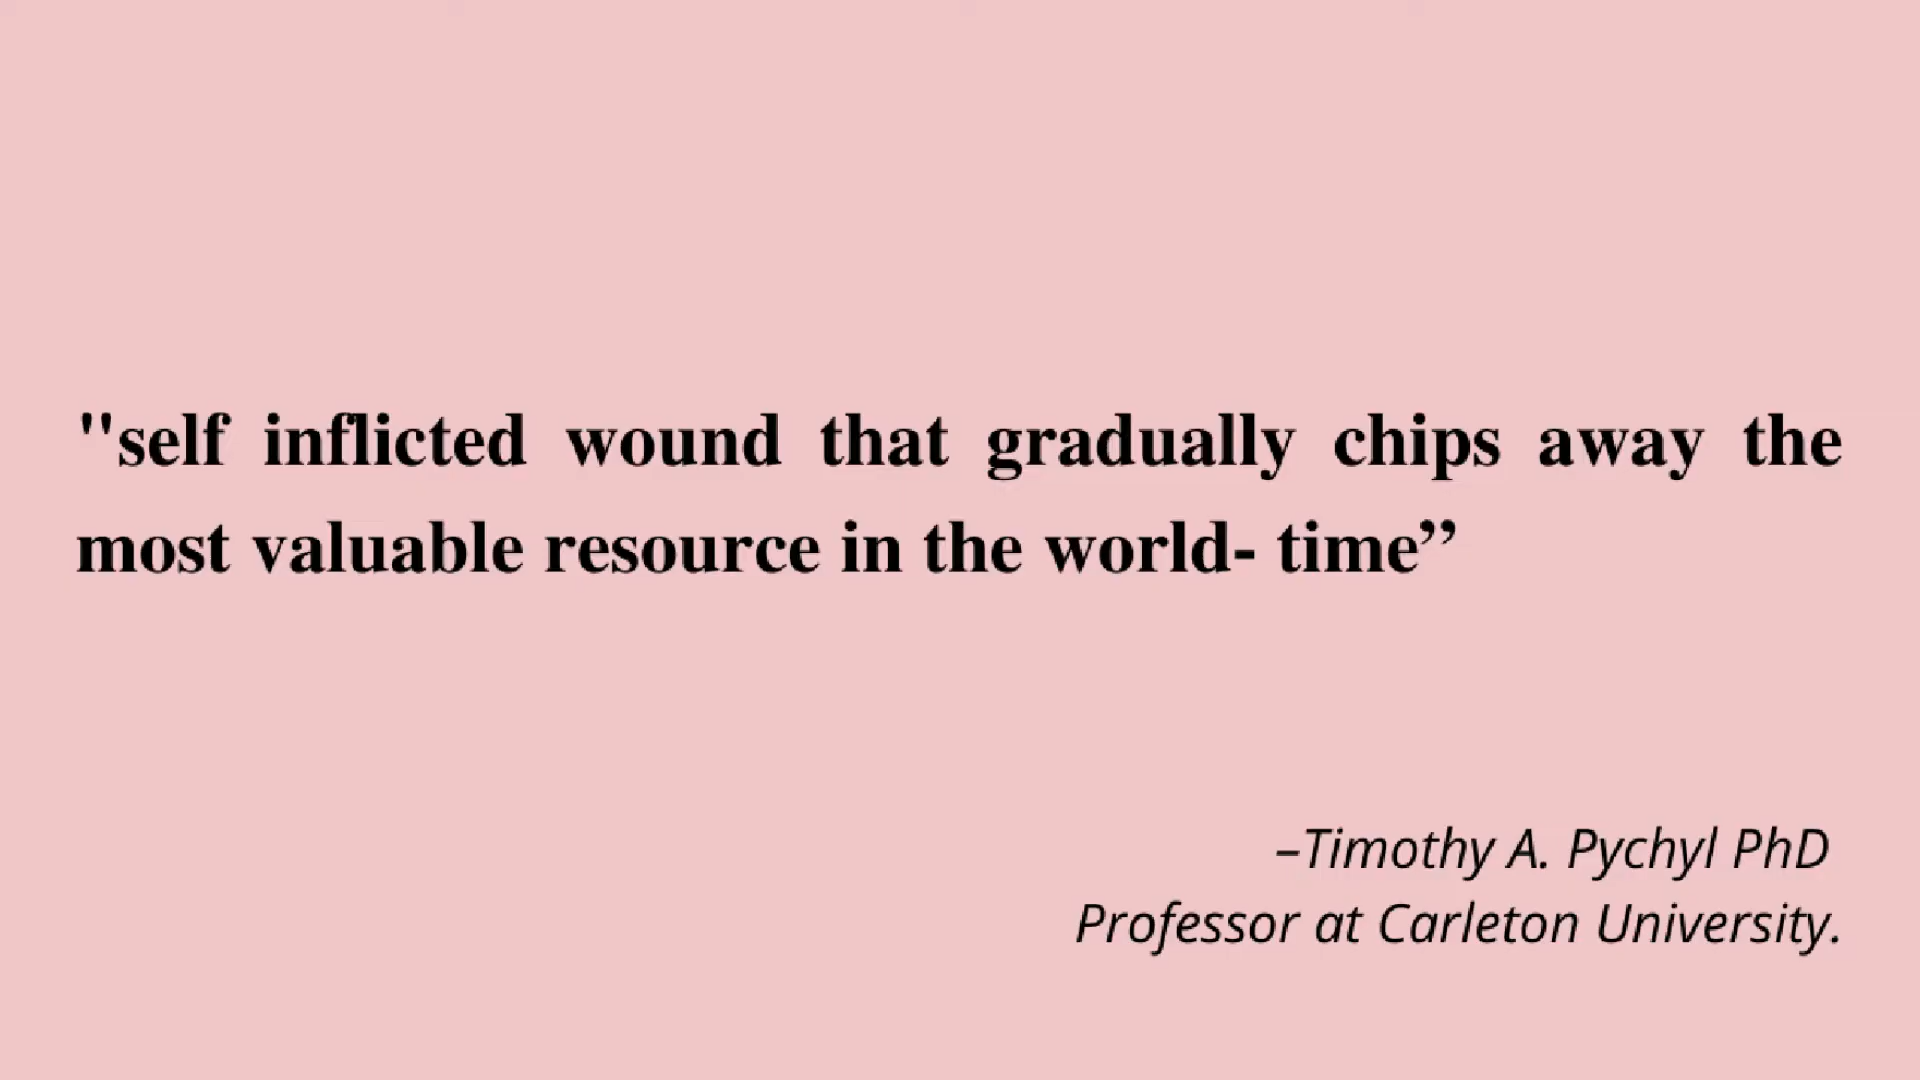 "self inflicted wound that gradually chips away the
most valuable resource in the world- time”
–Timothy A. Pychyl PhD
Professor at Carleton University.